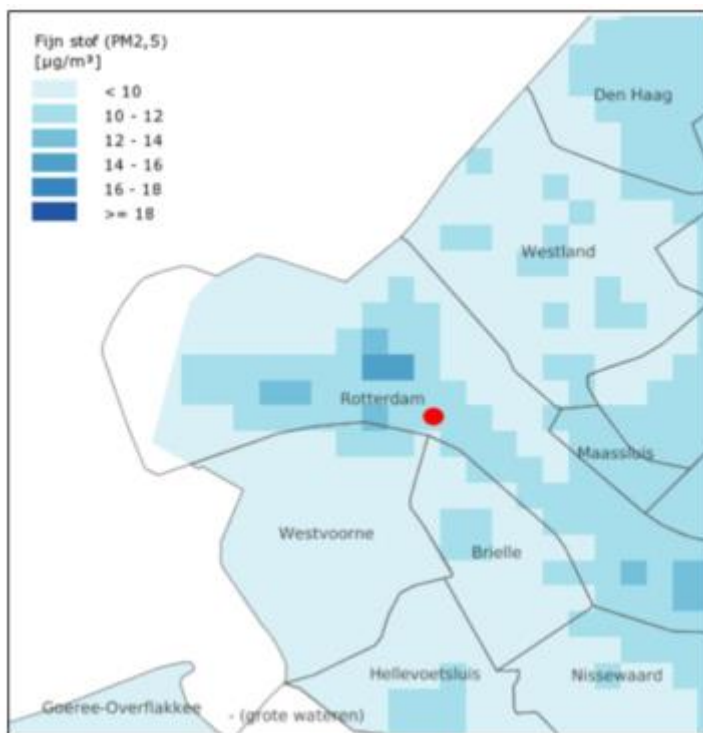 Fijn stof (PM2,5)
[µg/m³]
< 10
10 - 12
12 - 14
14 - 16
16 - 18
>= 18
Den Haag
Westland
Rotterdam
Maassluis
Westvoorne
Brielle
Hellevoetsluis
Nissewaard
Goeree-Overflakkee
- (grote wateren)